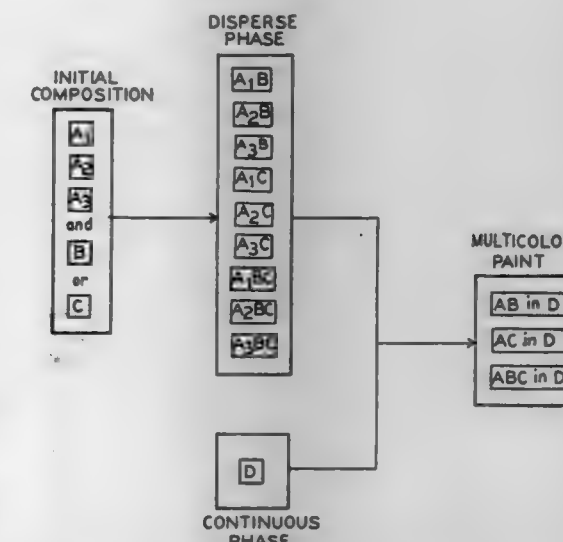 DISPERSE
PHASE
INITIAL
COMPOSITION
A1
A2
A3
and
B
or
C
A1B
A2B
A3B
A1C
A2C
A3C
A1BC
A2BC
A3BC
MULTICOLO
PAINT
AB in D
AC in D
ABC in D
D
CONTINUOUS
PHASE